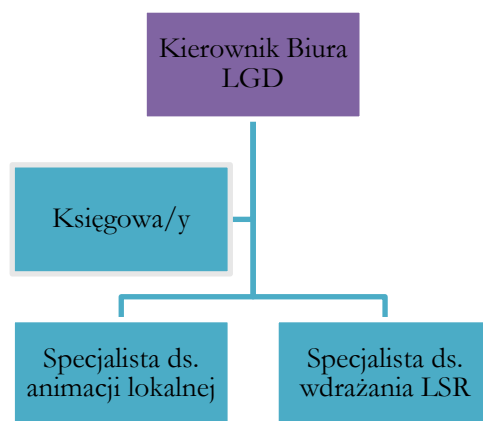 Kierownik Biura
LGD
Księgowa/y
Specjalista ds.
animacji lokalnej
Specjalista ds.
wdrażania LSR